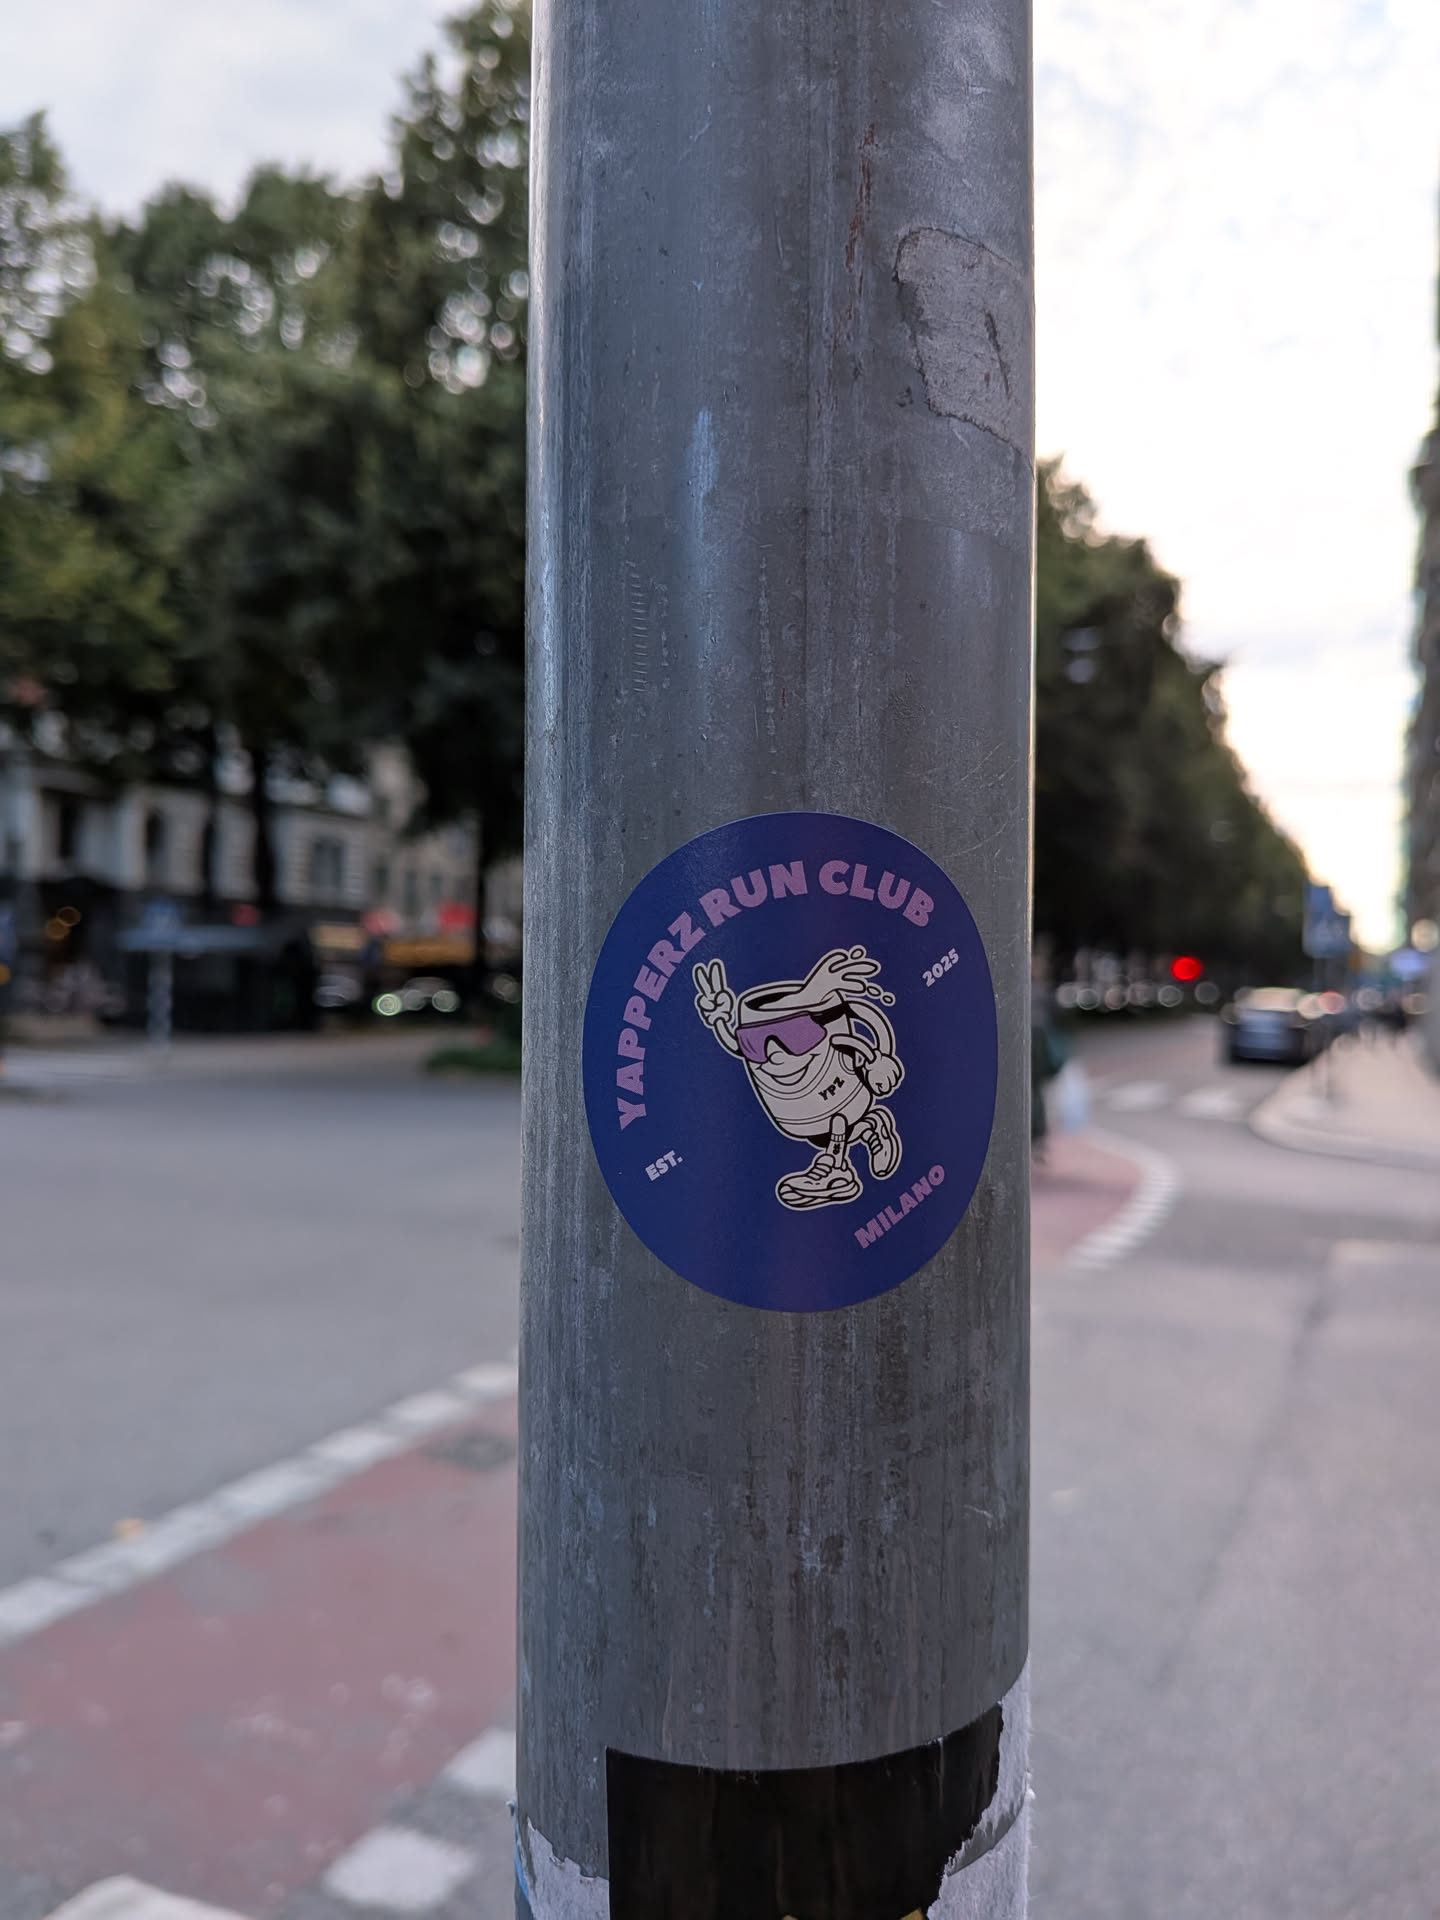 YAPPERZ RUN CLUB
2025
YPZ
EST.
MILANO